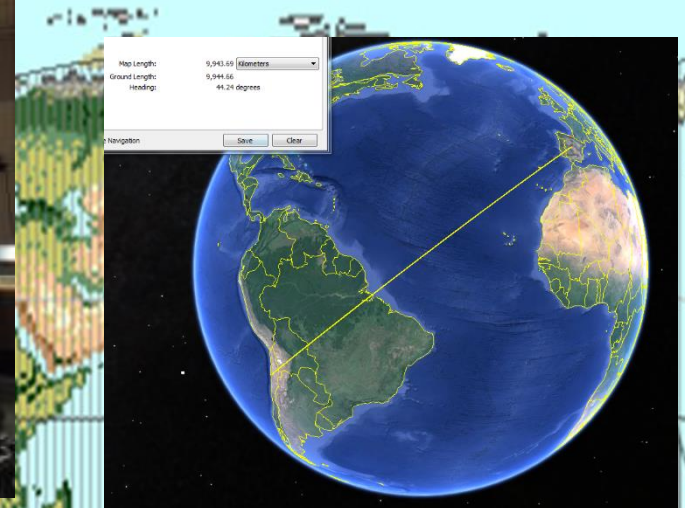 Map Length: 9,943.69 Kilometers
Ground Length: 9,944.66
Heading: 44.24 degrees
e Navigation Save Clear